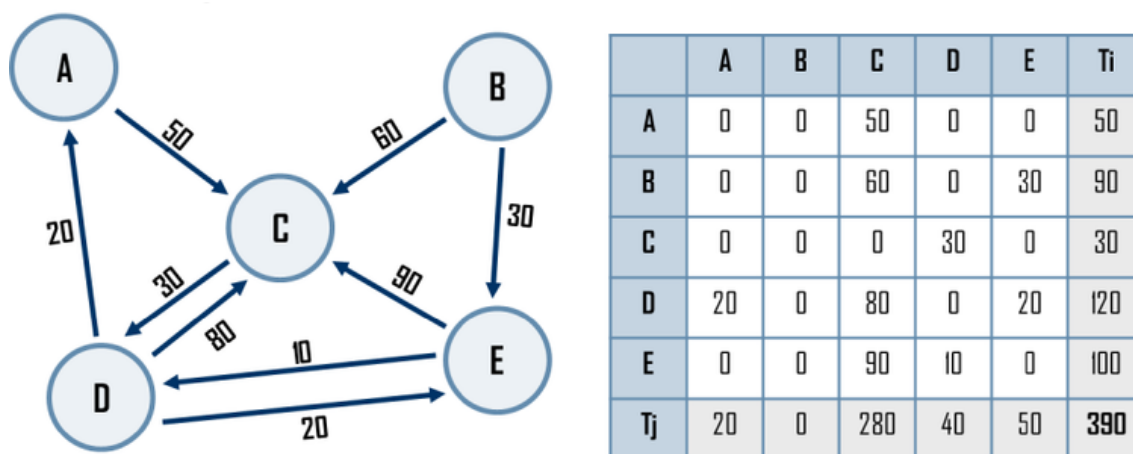 A
B
50
60
C
20
30
30
90
80
10
D
E
20
A B C D E Ti
A 0 0 50 0 0 50
B 0 0 60 0 30 90
C 0 0 0 30 0 30
D 20 0 80 0 20 120
E 0 0 90 10 0 100
Tj 20 0 280 40 50 390